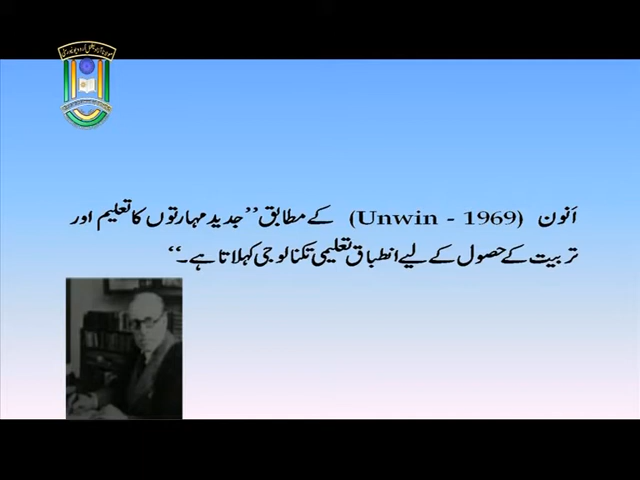 اَنون (Unwin - 1969) کے مطابق ’’جدید مہارتوں کا تعلیم اور
تربیت کے حصول کے لیے انطباق تعلیمی تکنالوجی کہلاتا ہے۔‘‘